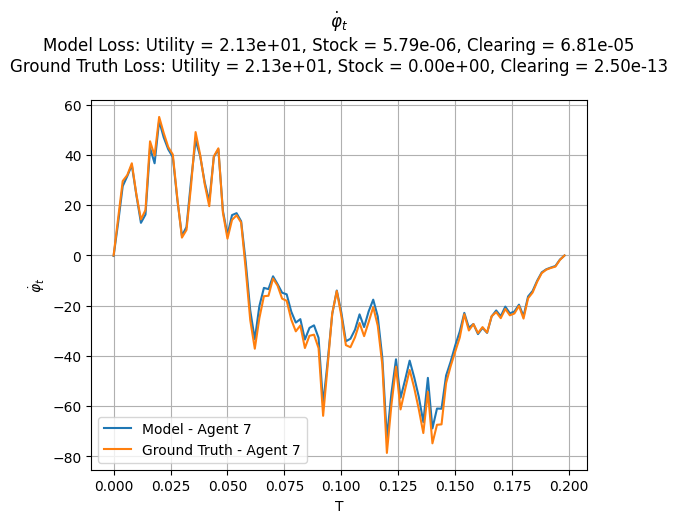 φ̇ₜ
Model Loss: Utility = 2.13e+01, Stock = 5.79e-06, Clearing = 6.81e-05
Ground Truth Loss: Utility = 2.13e+01, Stock = 0.00e+00, Clearing = 2.50e-13
60
40
20
0
−20
−40
−60
−80
φ̇ₜ
Model - Agent 7
Ground Truth - Agent 7
0.000 0.025 0.050 0.075 0.100 0.125 0.150 0.175 0.200
T